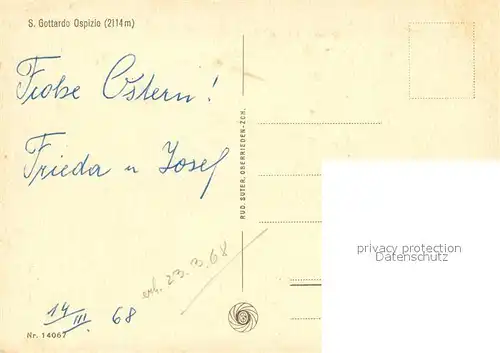 S. Gottardo Ospizio (2114m)
Frohe Ostern!
Frieda u Josef
RUD. SUTER, OBERRIEDEN-ZCH.
erh. 23.3.68
14/III. 68
Nr. 14067
privacy protection
Datenschutz